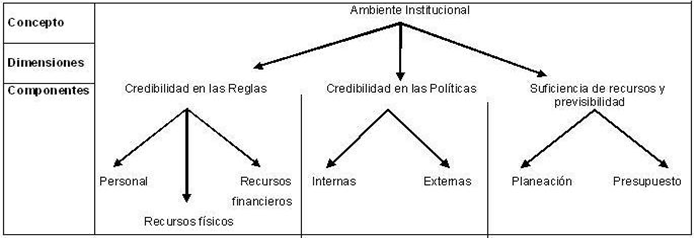 Concepto
Ambiente Institucional
Dimensiones
Componentes
Credibilidad en las Reglas
Credibilidad en las Políticas
Suficiencia de recursos y
previsibilidad
Personal
Recursos
financieros
Recursos físicos
Internas
Externas
Planeación
Presupuesto